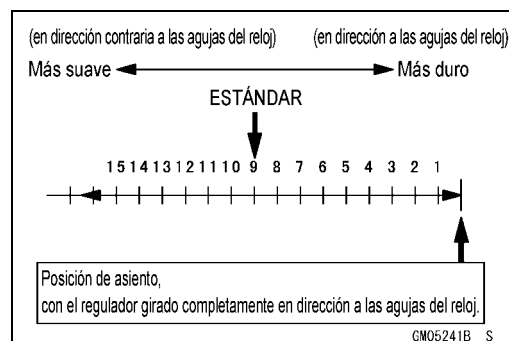 (en dirección contraria a las agujas del reloj) (en dirección a las agujas del reloj)
Más suave Más duro
ESTÁNDAR
15 14 13 12 11 10 9 8 7 6 5 4 3 2 1
Posición de asiento,
con el regulador girado completamente en dirección a las agujas del reloj.
GM05241B S